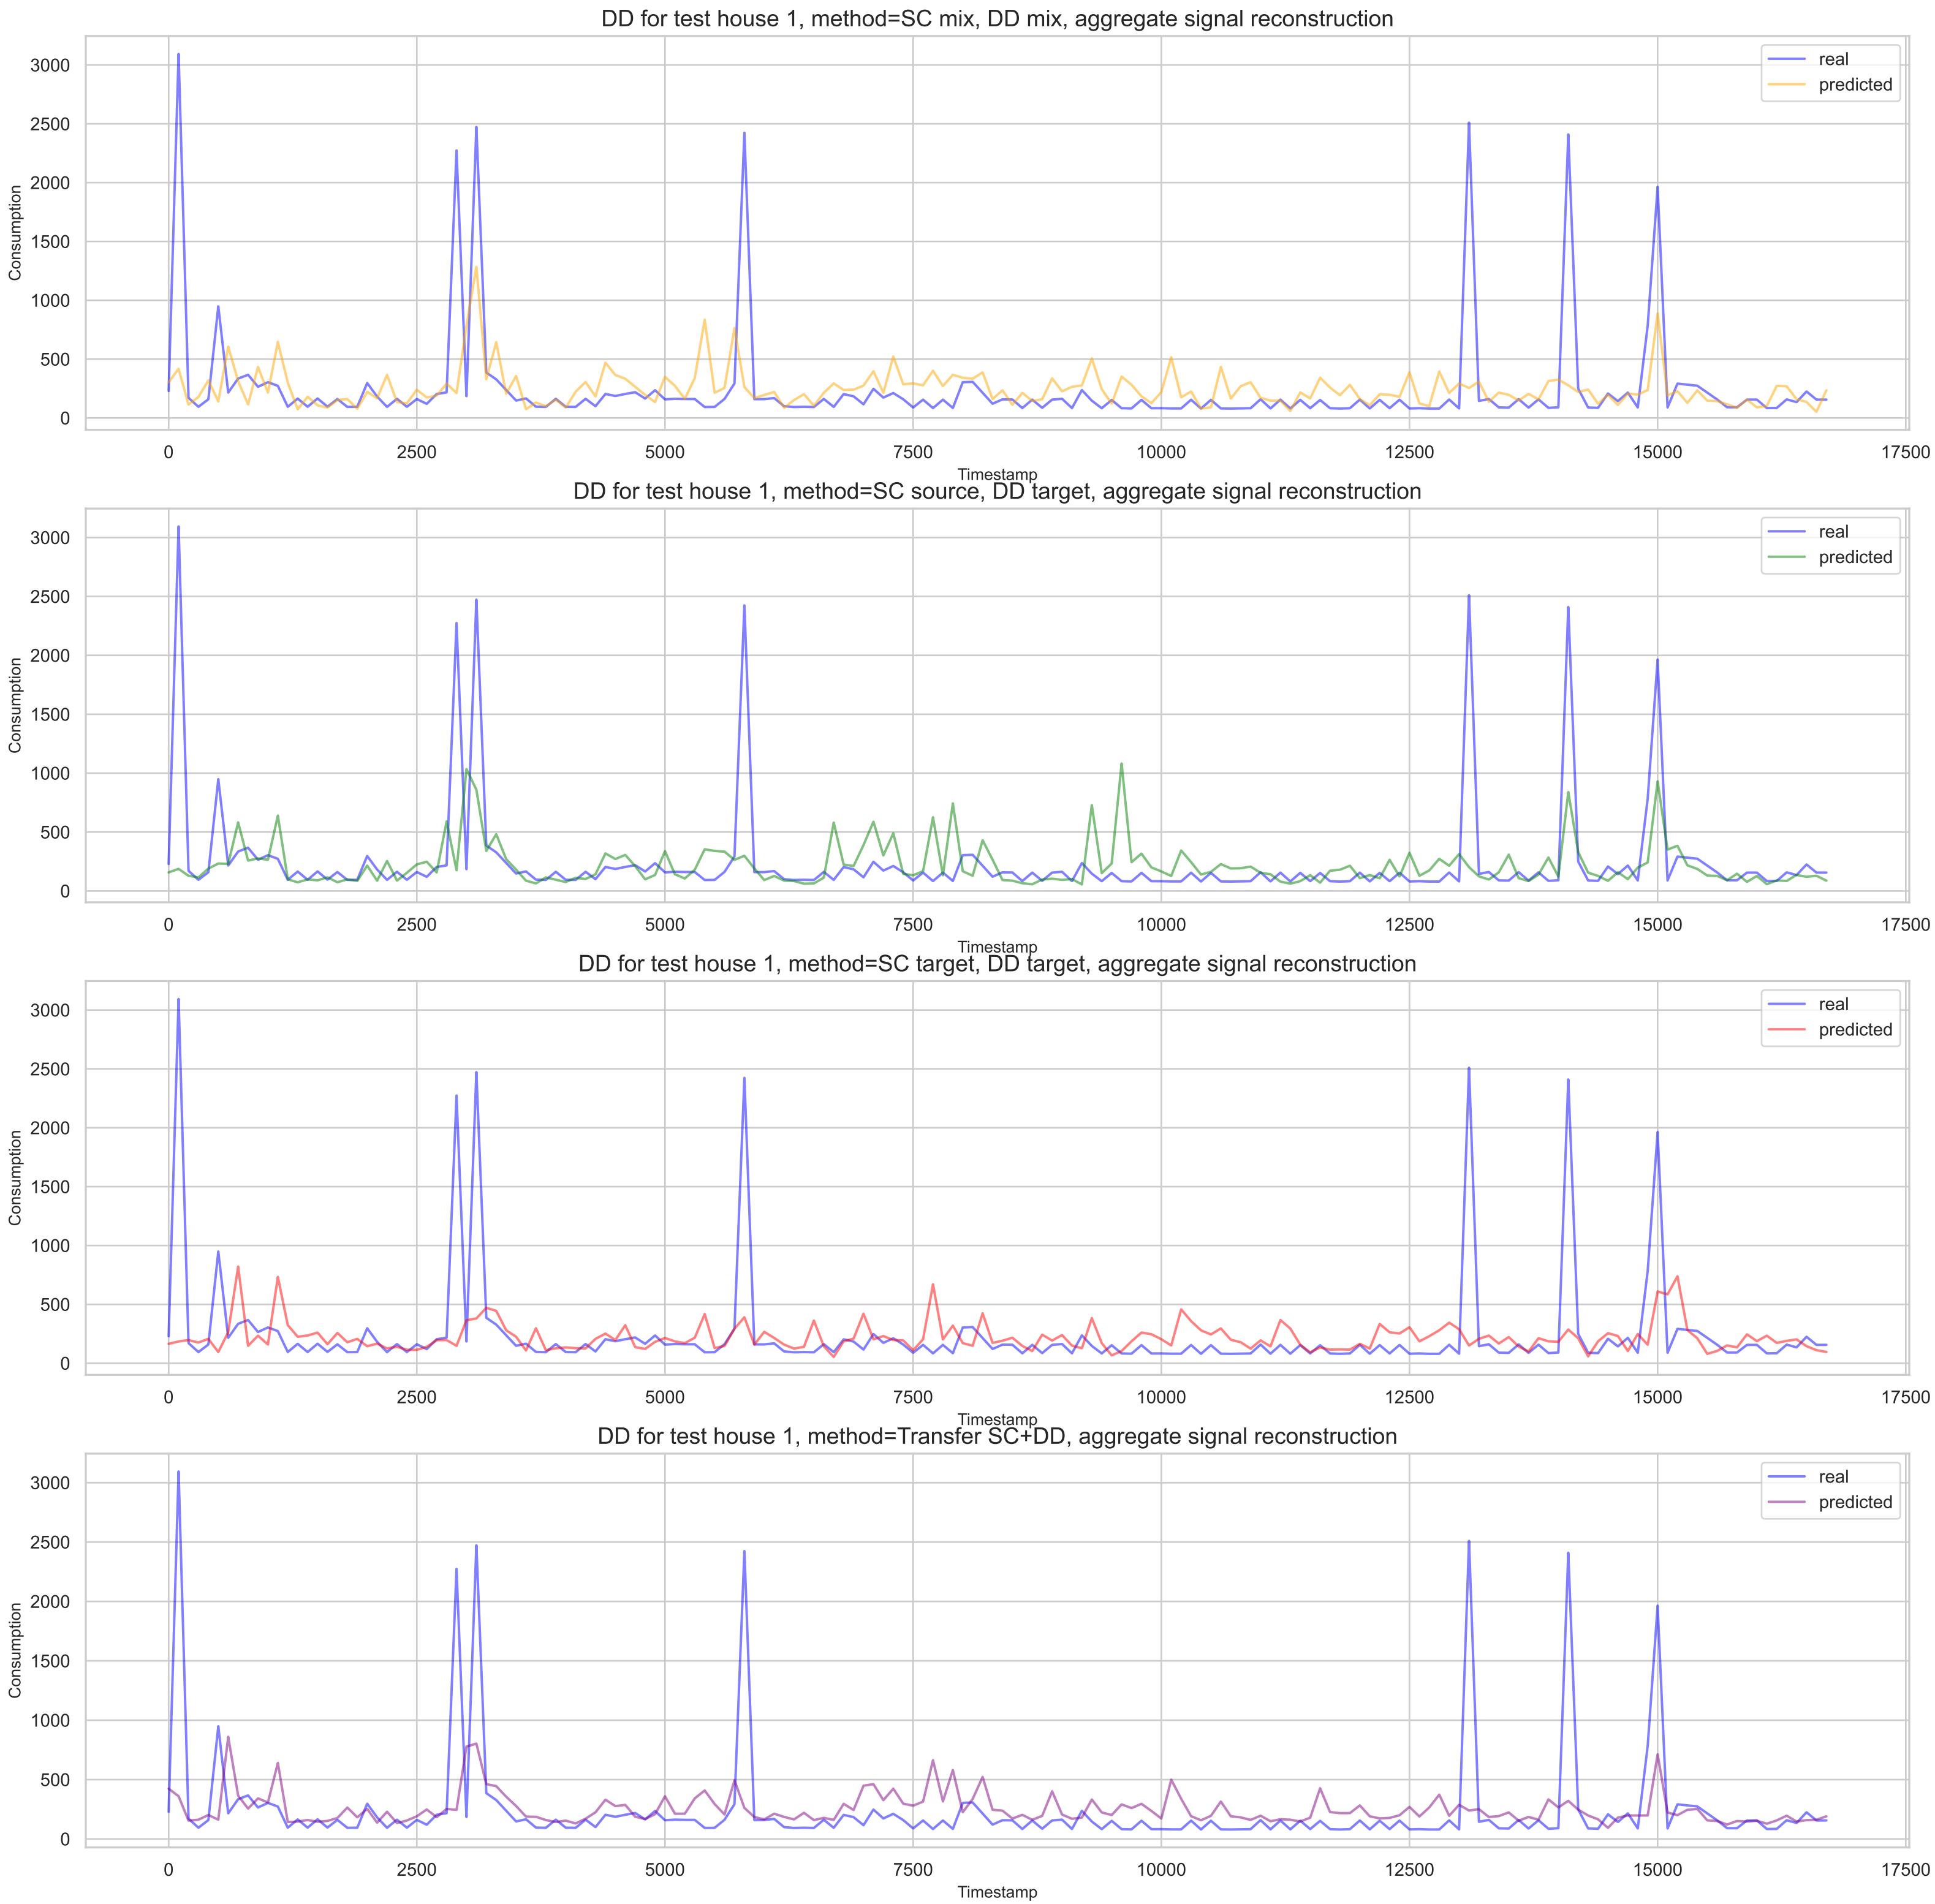 DD for test house 1, method=SC mix, DD mix, aggregate signal reconstruction
real
predicted
3000
2500
2000
1500
1000
500
0
Consumption
0 2500 5000 7500 10000 12500 15000 17500
Timestamp
DD for test house 1, method=SC source, DD target, aggregate signal reconstruction
real
predicted
3000
2500
2000
1500
1000
500
0
Consumption
0 2500 5000 7500 10000 12500 15000 17500
Timestamp
DD for test house 1, method=SC target, DD target, aggregate signal reconstruction
real
predicted
3000
2500
2000
1500
1000
500
0
Consumption
0 2500 5000 7500 10000 12500 15000 17500
Timestamp
DD for test house 1, method=Transfer SC+DD, aggregate signal reconstruction
real
predicted
3000
2500
2000
1500
1000
500
0
Consumption
0 2500 5000 7500 10000 12500 15000 17500
Timestamp